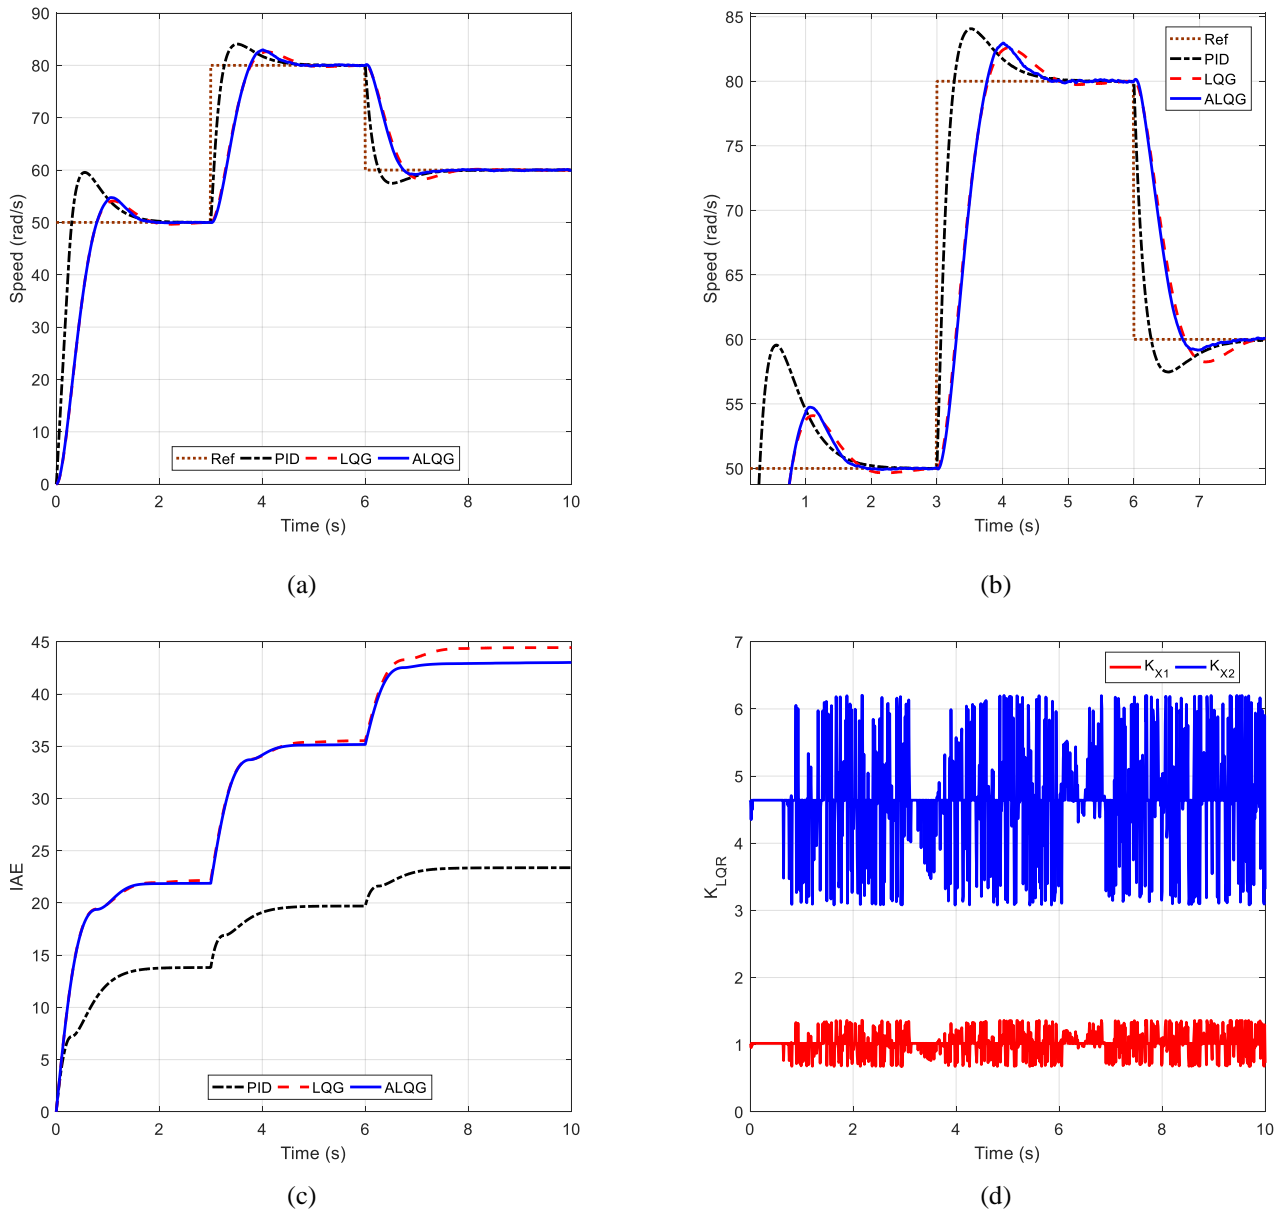 90
80
70
60
50
40
30
20
10
0
Speed (rad/s)
Ref PID LQG ALQG
0 2 4 6 8 10
Time (s)
(a)
85
80
75
70
65
60
55
50
Speed (rad/s)
Ref
PID
LQG
ALQG
1 2 3 4 5 6 7
Time (s)
(b)
45
40
35
30
25
20
15
10
5
0
IAE
PID LQG ALQG
0 2 4 6 8 10
Time (s)
(c)
7
6
5
4
3
2
1
0
K_LQR
K_X1 K_X2
0 2 4 6 8 10
Time (s)
(d)